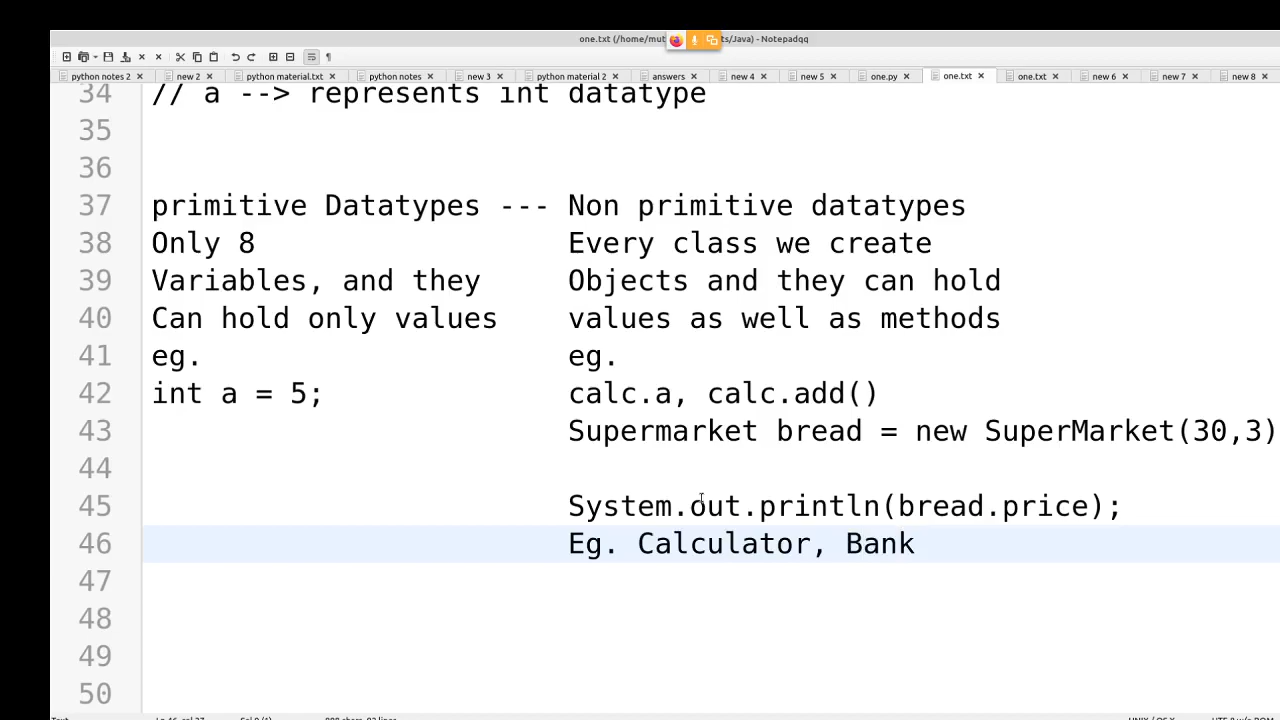 one.txt (/home/mut ts/Java) - Notepadqq
python notes 2 new 2 python material.txt python notes new 3 python material 2 answers new 4 new 5 one.py one.txt one.txt new 6 new 7 new 8
34 // a --> represents int datatype
35
36
37 primitive Datatypes --- Non primitive datatypes
38 Only 8 Every class we create
39 Variables, and they Objects and they can hold
40 Can hold only values values as well as methods
41 eg. eg.
42 int a = 5; calc.a, calc.add()
43 Supermarket bread = new SuperMarket(30,3)
44
45 System.out.println(bread.price);
46 Eg. Calculator, Bank
47
48
49
50